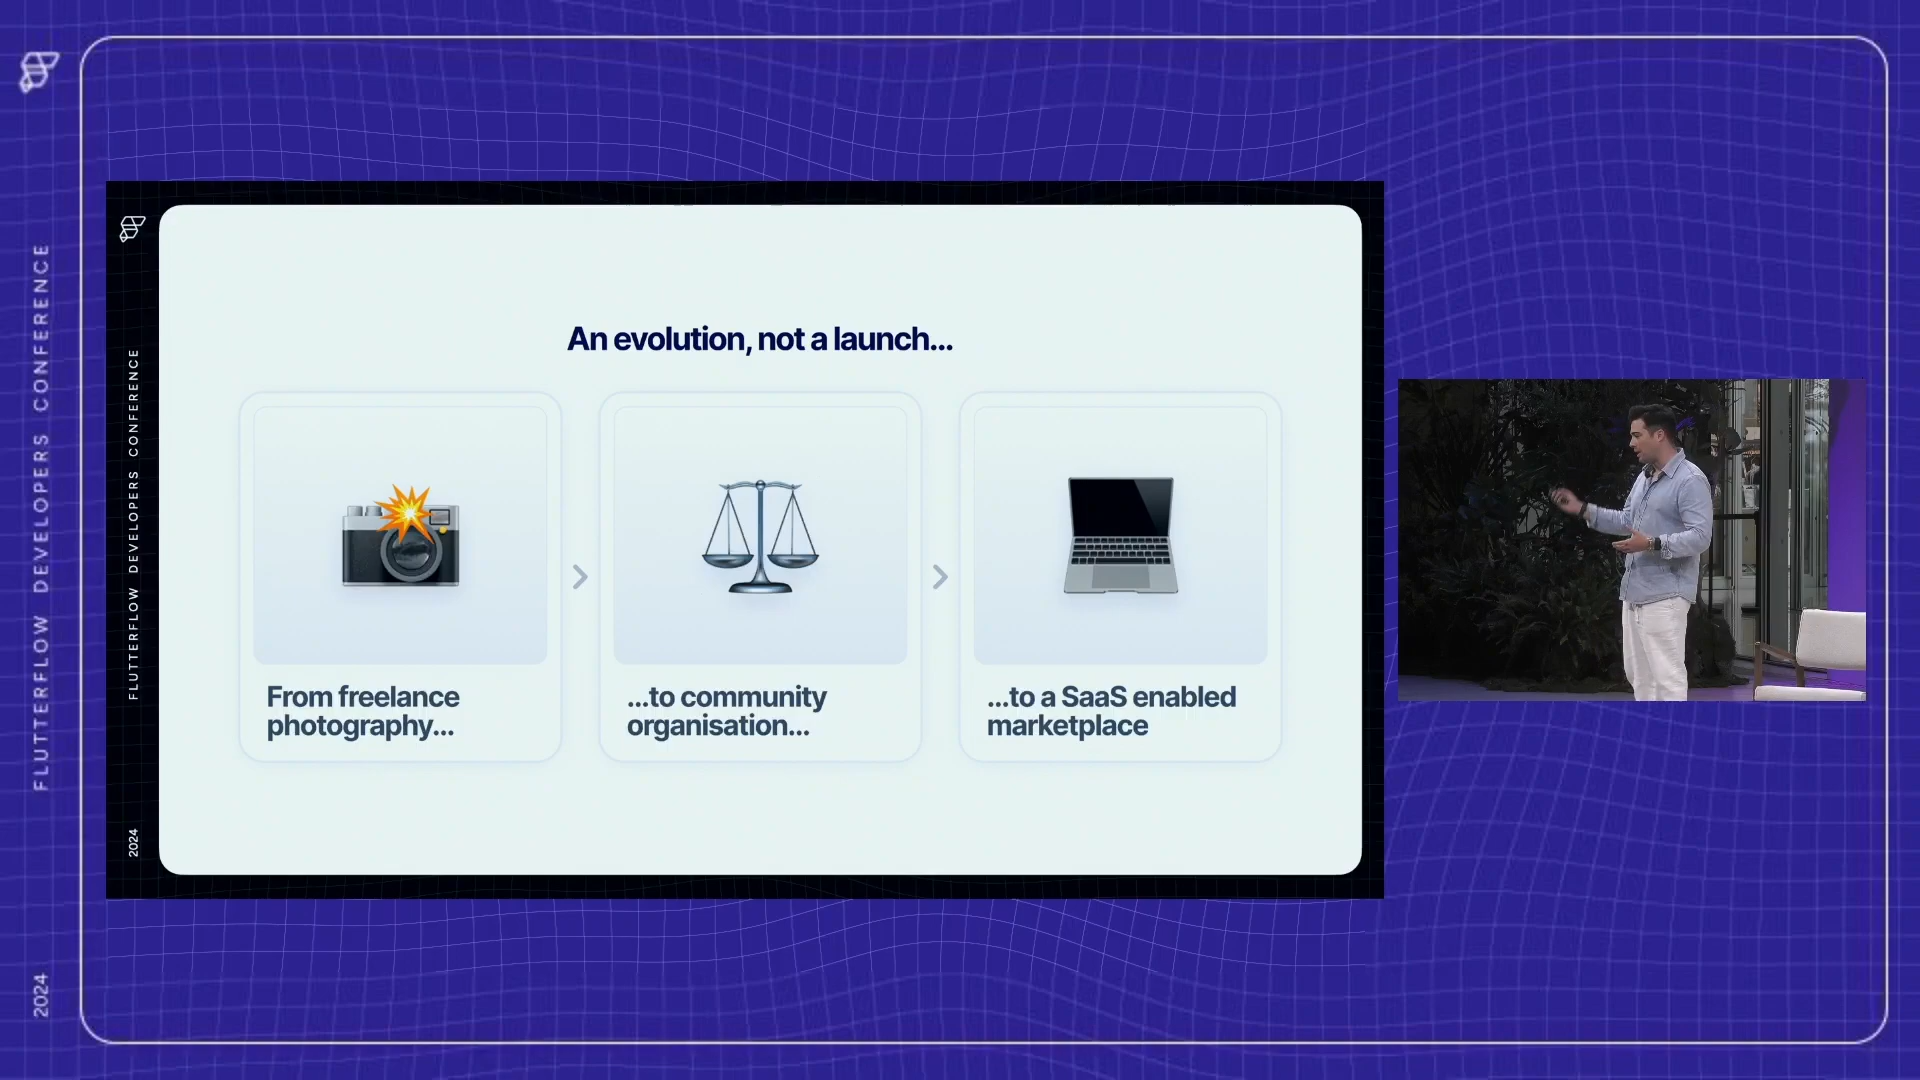 FLUTTERFLOW DEVELOPERS CONFERENCE
2024
FLUTTERFLOW DEVELOPERS CONFERENCE
2024
An evolution, not a launch...
From freelance
photography...
...to community
organisation...
...to a SaaS enabled
marketplace